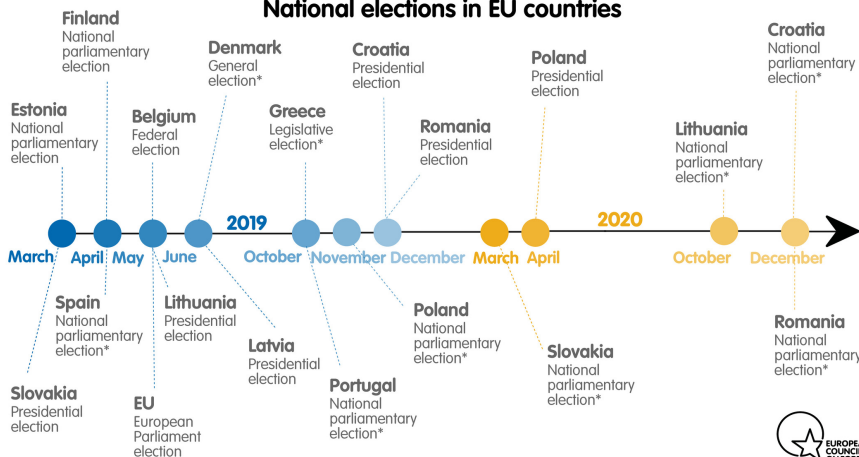 National elections in EU countries
Finland
National
parliamentary
election
Denmark
General
election*
Croatia
Presidential
election
Poland
Presidential
election
Croatia
National
parliamentary
election*
Estonia
National
parliamentary
election
Belgium
Federal
election
Greece
Legislative
election*
Romania
Presidential
election
Lithuania
National
parliamentary
election*
2019
2020
March April May June October November December March April October December
Spain
National
parliamentary
election*
Lithuania
Presidential
election
Latvia
Presidential
election
Poland
National
parliamentary
election*
Romania
National
parliamentary
election*
Slovakia
Presidential
election
EU
European
Parliament
election
Portugal
National
parliamentary
election*
Slovakia
National
parliamentary
election*
COUNCIL